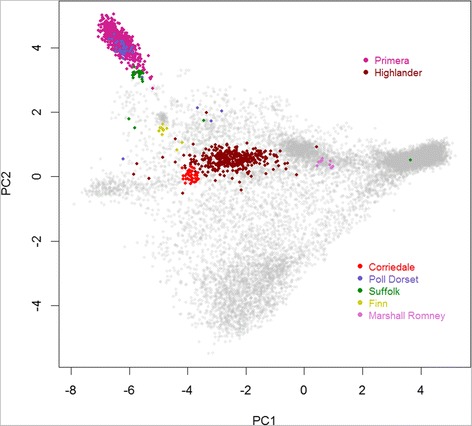 Primera
Highlander
Corriedale
Poll Dorset
Suffolk
Finn
Marshall Romney
4
2
0
-2
-4
PC2
-8 -6 -4 -2 0 2 4
PC1